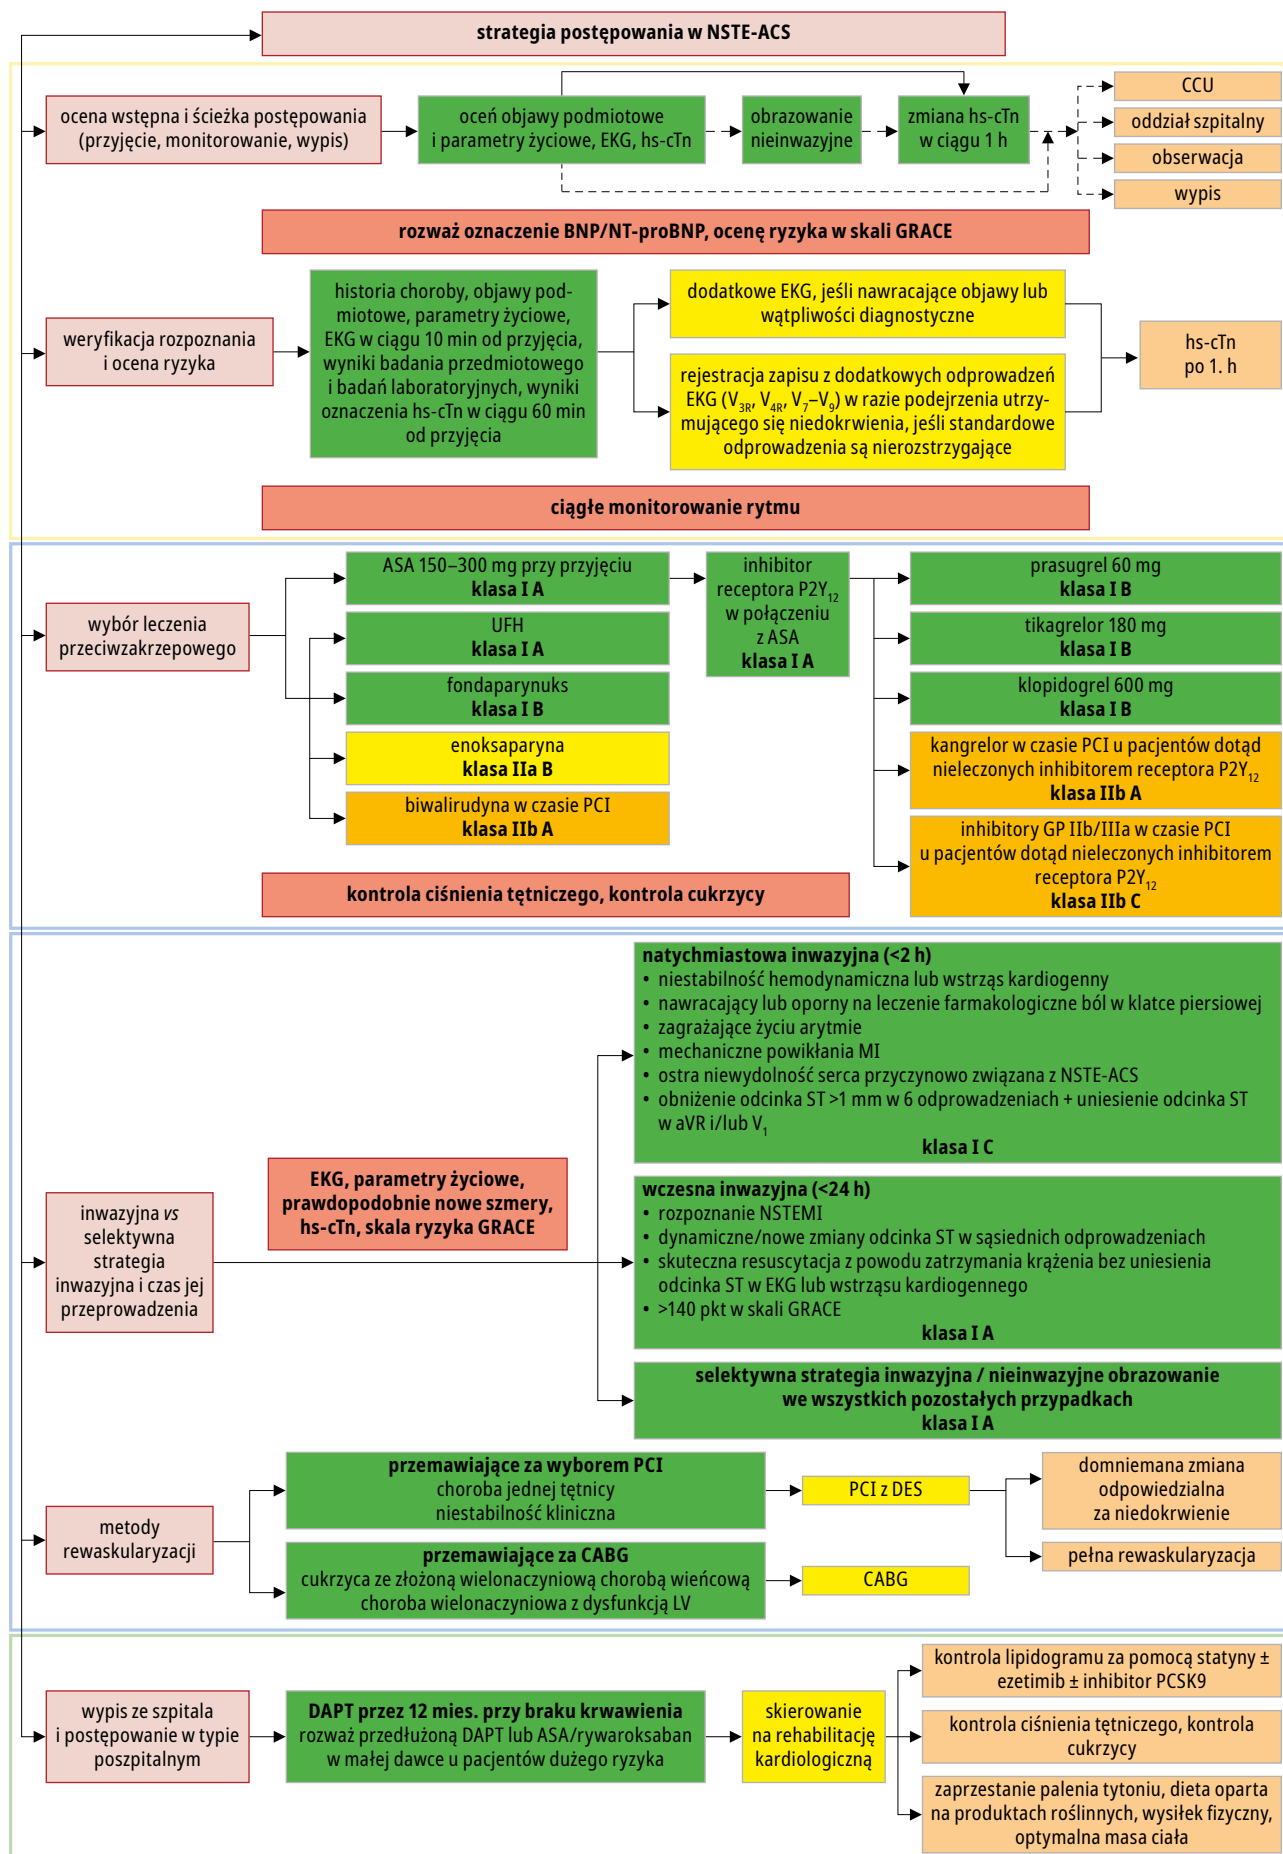 strategia postępowania w NSTE-ACS
ocena wstępna i ścieżka postępowania
(przyjęcie, monitorowanie, wypis)
oceń objawy podmiotowe
i parametry życiowe, EKG, hs-cTn
obrazowanie
nieinwazyjne
zmiana hs-cTn
w ciągu 1 h
CCU
oddział szpitalny
obserwacja
wypis
rozważ oznaczenie BNP/NT-proBNP, ocenę ryzyka w skali GRACE
weryfikacja rozpoznania
i ocena ryzyka
historia choroby, objawy pod-
miotowe, parametry życiowe,
EKG w ciągu 10 min od przyjęcia,
wyniki badania przedmiotowego
i badań laboratoryjnych, wyniki
oznaczenia hs-cTn w ciągu 60 min
od przyjęcia
dodatkowe EKG, jeśli nawracające objawy lub
wątpliwości diagnostyczne
rejestracja zapisu z dodatkowych odprowadzeń
EKG (V3R, V4R, V7–V9) w razie podejrzenia utrzy-
mującego się niedokrwienia, jeśli standardowe
odprowadzenia są nierozstrzygające
hs-cTn
po 1. h
ciągłe monitorowanie rytmu
wybór leczenia
przeciwzakrzepowego
ASA 150–300 mg przy przyjęciu
klasa I A
UFH
klasa I A
fondaparynuks
klasa I B
enoksaparyna
klasa IIa B
biwalirudyna w czasie PCI
klasa IIb A
inhibitor
receptora P2Y12
w połączeniu
z ASA
klasa I A
prasugrel 60 mg
klasa I B
tikagrelor 180 mg
klasa I B
klopidogrel 600 mg
klasa I B
kangrelor w czasie PCI u pacjentów dotąd
nieleczonych inhibitorem receptora P2Y12
klasa IIb A
inhibitory GP IIb/IIIa w czasie PCI
u pacjentów dotąd nieleczonych inhibitorem
receptora P2Y12
klasa IIb C
kontrola ciśnienia tętniczego, kontrola cukrzycy
inwazyjna vs
selektywna
strategia
inwazyjna i czas jej
przeprowadzenia
EKG, parametry życiowe,
prawdopodobnie nowe szmery,
hs-cTn, skala ryzyka GRACE
natychmiastowa inwazyjna (<2 h)
• niestabilność hemodynamiczna lub wstrząs kardiogenny
• nawracający lub oporny na leczenie farmakologiczne ból w klatce piersiowej
• zagrażające życiu arytmie
• mechaniczne powikłania MI
• ostra niewydolność serca przyczynowo związana z NSTE-ACS
• obniżenie odcinka ST >1 mm w 6 odprowadzeniach + uniesienie odcinka ST
w aVR i/lub V1
klasa I C
wczesna inwazyjna (<24 h)
• rozpoznanie NSTEMI
• dynamiczne/nowe zmiany odcinka ST w sąsiednich odprowadzeniach
• skuteczna resuscytacja z powodu zatrzymania krążenia bez uniesienia
odcinka ST w EKG lub wstrząsu kardiogennego
• >140 pkt w skali GRACE
klasa I A
selektywna strategia inwazyjna / nieinwazyjne obrazowanie
we wszystkich pozostałych przypadkach
klasa I A
metody
rewaskularyzacji
przemawiające za wyborem PCI
choroba jednej tętnicy
niestabilność kliniczna
PCI z DES
domniemana zmiana
odpowiedzialna
za niedokrwienie
pełna rewaskularyzacja
przemawiające za CABG
cukrzyca ze złożoną wielonaczyniową chorobą wieńcową
choroba wielonaczyniowa z dysfunkcją LV
CABG
wypis ze szpitala
i postępowanie w typie
poszpitalnym
DAPT przez 12 mies. przy braku krwawienia
rozważ przedłużoną DAPT lub ASA/rywaroksaban
w małej dawce u pacjentów dużego ryzyka
skierowanie
na rehabilitację
kardiologiczną
kontrola lipidogramu za pomocą statyny ±
ezetimib ± inhibitor PCSK9
kontrola ciśnienia tętniczego, kontrola
cukrzycy
zaprzestanie palenia tytoniu, dieta oparta
na produktach roślinnych, wysiłek fizyczny,
optymalna masa ciała